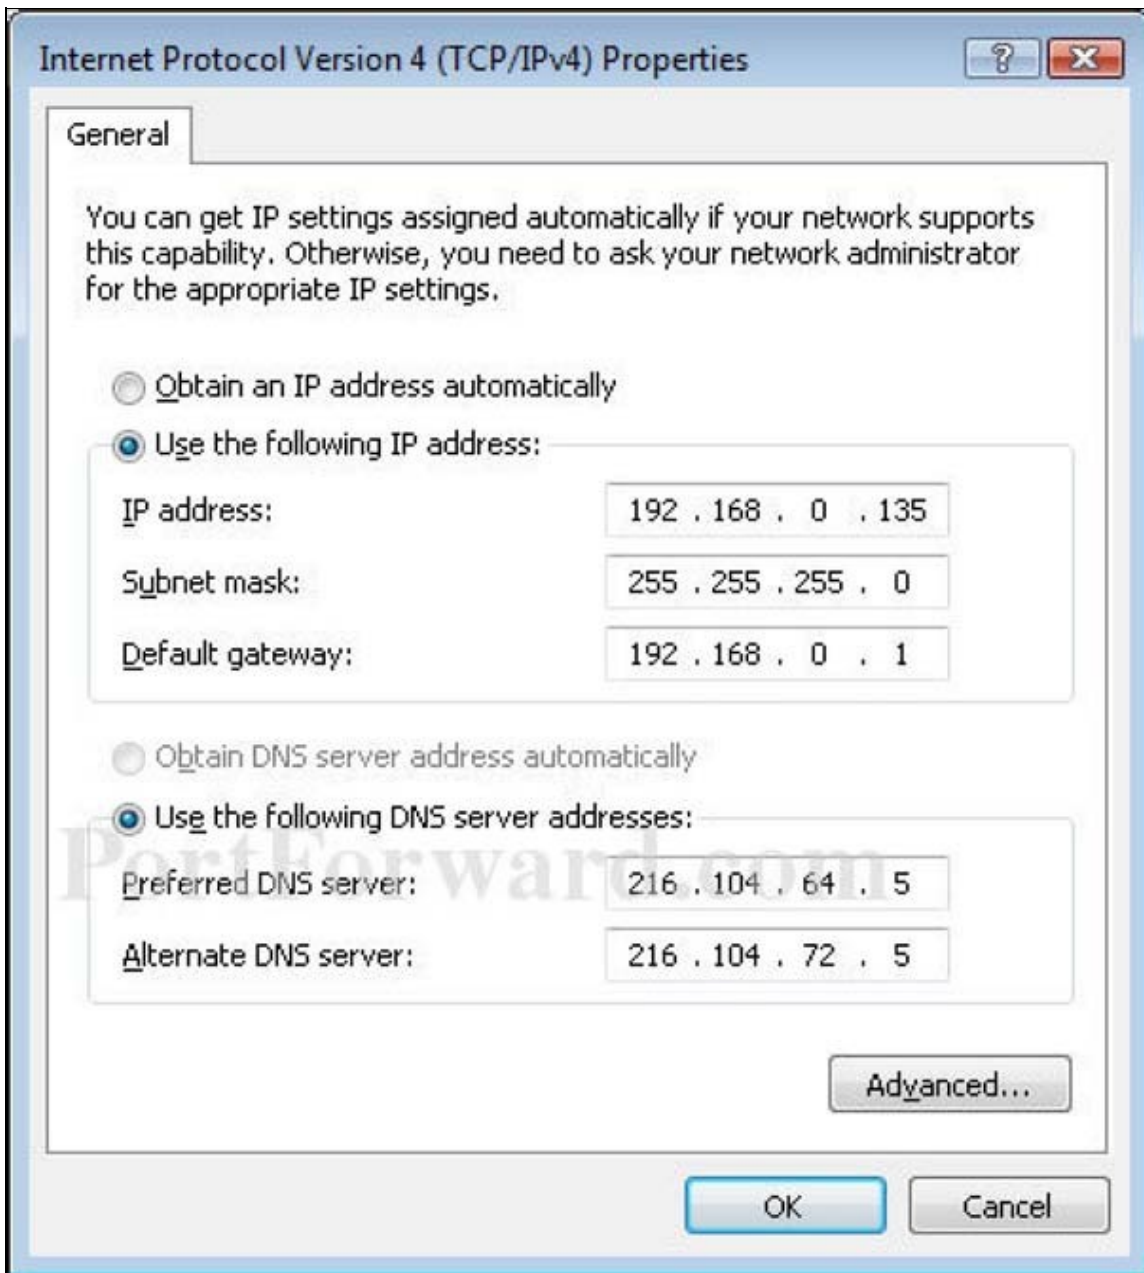 Internet Protocol Version 4 (TCP/IPv4) Properties
General
You can get IP settings assigned automatically if your network supports
this capability. Otherwise, you need to ask your network administrator
for the appropriate IP settings.
Obtain an IP address automatically
Use the following IP address:
IP address: 192 . 168 . 0 . 135
Subnet mask: 255 . 255 . 255 . 0
Default gateway: 192 . 168 . 0 . 1
Obtain DNS server address automatically
Use the following DNS server addresses:
PortForward.com
Preferred DNS server: 216 . 104 . 64 . 5
Alternate DNS server: 216 . 104 . 72 . 5
Advanced...
OK Cancel